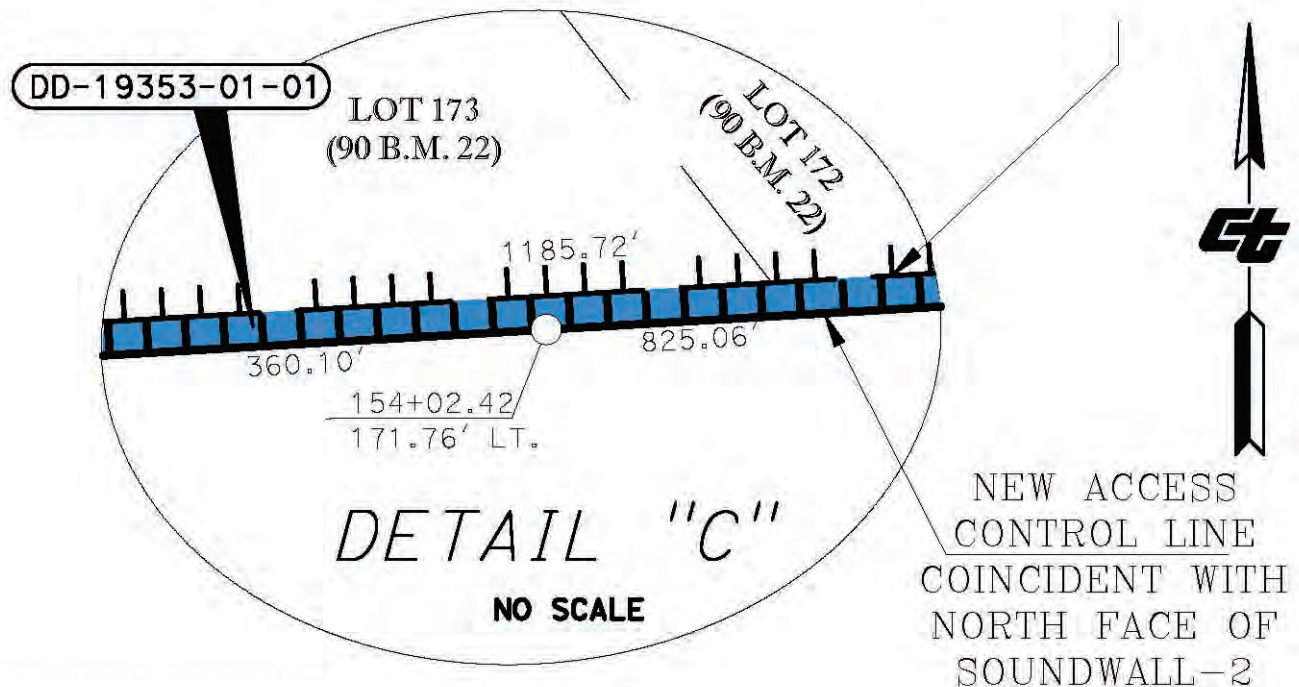 DD-19353-01-01
LOT 173
(90 B.M. 22)
LOT 172
(90 B.M. 22)
1185.72'
360.10'
825.06'
154+02.42
171.76' LT.
DETAIL "C"
NO SCALE
Ct
NEW ACCESS
CONTROL LINE
COINCIDENT WITH
NORTH FACE OF
SOUNDWALL-2